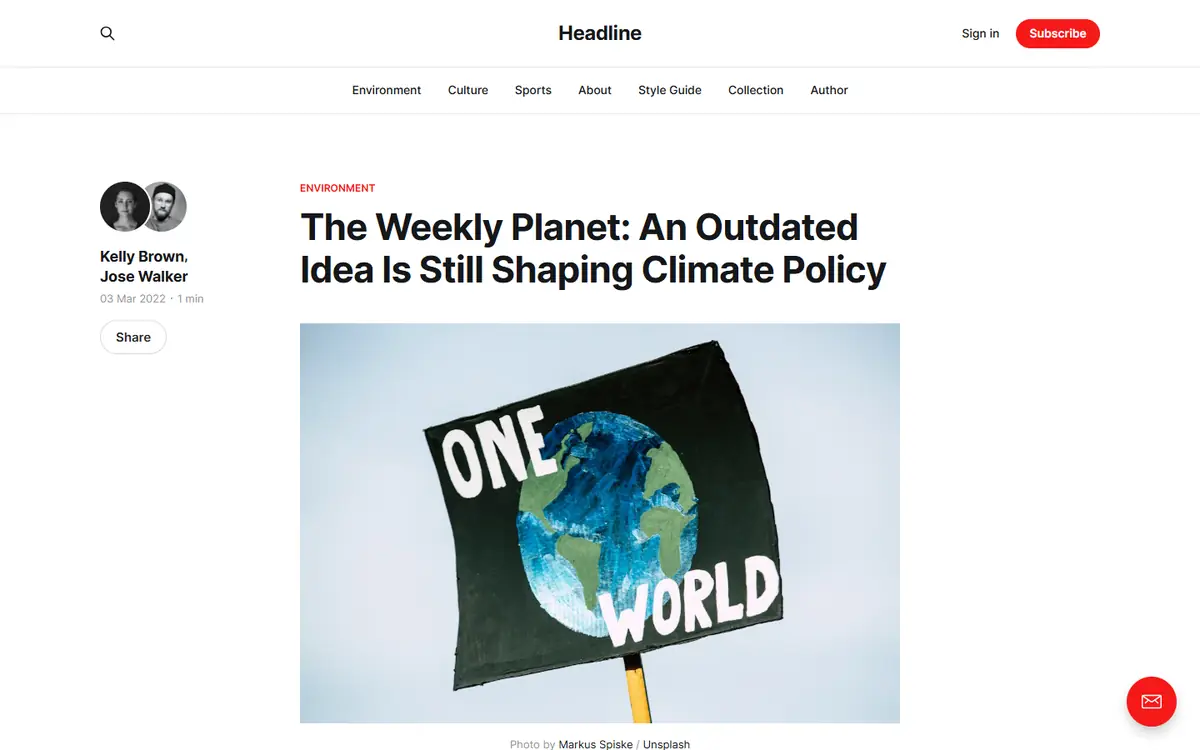 Headline
Sign in
Subscribe
Environment
Culture
Sports
About
Style Guide
Collection
Author
Kelly Brown,
Jose Walker
03 Mar 2022 · 1 min
Share
ENVIRONMENT
The Weekly Planet: An Outdated
Idea Is Still Shaping Climate Policy
ONE
WORLD
Photo by Markus Spiske / Unsplash